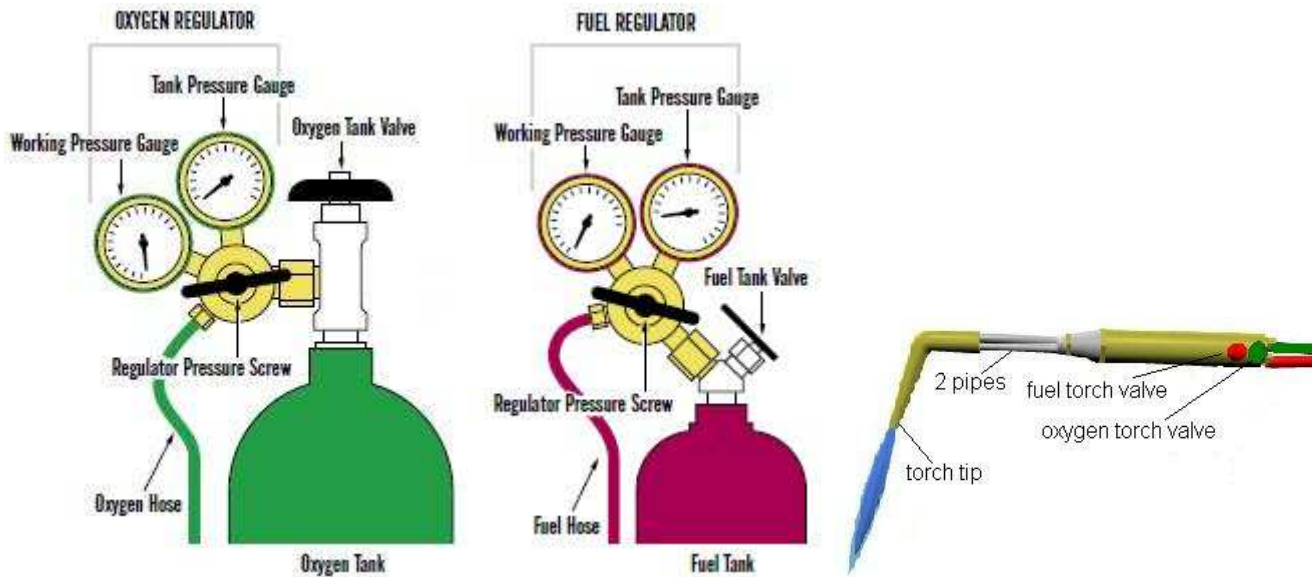 OXYGEN REGULATOR
Tank Pressure Gauge
Working Pressure Gauge
Oxygen Tank Valve
Regulator Pressure Screw
Oxygen Hose
Oxygen Tank
FUEL REGULATOR
Tank Pressure Gauge
Working Pressure Gauge
Fuel Tank Valve
Regulator Pressure Screw
Fuel Hose
Fuel Tank
2 pipes
fuel torch valve
oxygen torch valve
torch tip